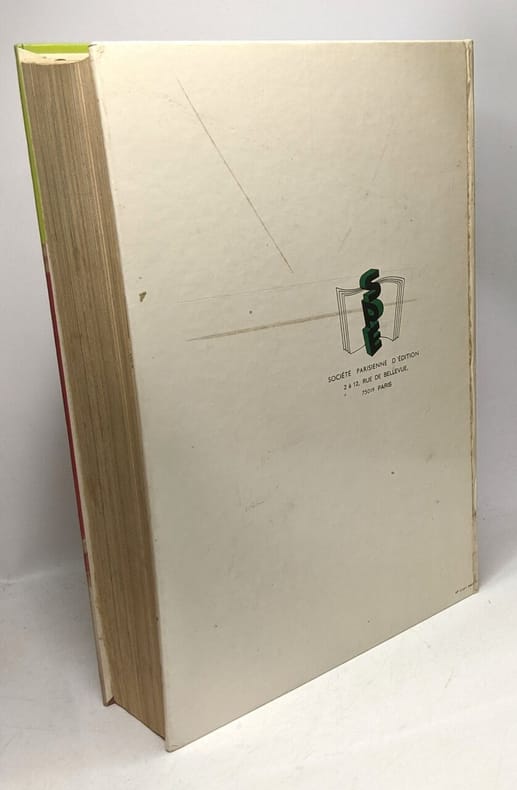 SPE
SOCIÉTÉ PARISIENNE D'ÉDITION
2 à 12, RUE DE BELLEVUE,
75019 PARIS